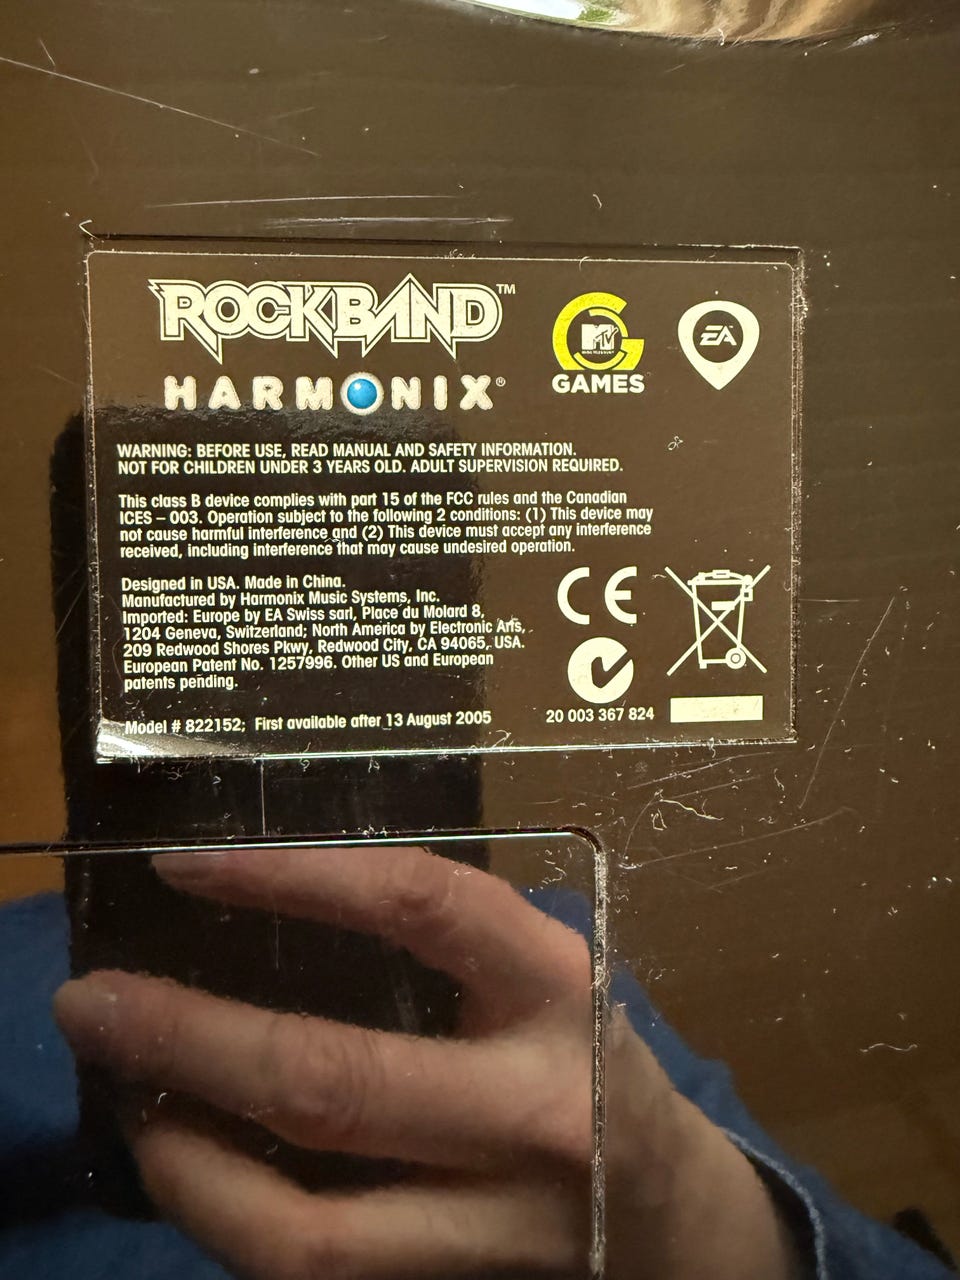 ROCKBAND™
HARMONIX®
MTV
GAMES
EA™
WARNING: BEFORE USE, READ MANUAL AND SAFETY INFORMATION.
NOT FOR CHILDREN UNDER 3 YEARS OLD. ADULT SUPERVISION REQUIRED.
This class B device complies with part 15 of the FCC rules and the Canadian
ICES – 003. Operation subject to the following 2 conditions: (1) This device may
not cause harmful interference and (2) This device must accept any interference
received, including interference that may cause undesired operation.
Designed in USA. Made in China.
Manufactured by Harmonix Music Systems, Inc.
Imported: Europe by EA Swiss sarl, Place du Molard 8,
1204 Geneva, Switzerland; North America by Electronic Arts,
209 Redwood Shores Pkwy, Redwood City, CA 94065, USA.
European Patent No. 1257996. Other US and European
patents pending.
Model # 822152; First available after 13 August 2005
CE
20 003 367 824